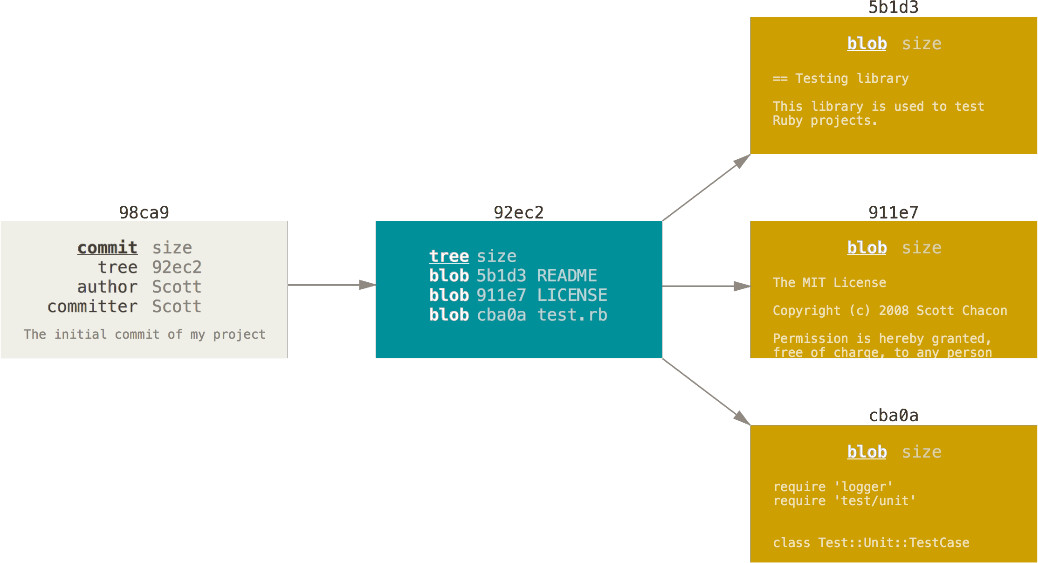 98ca9
commit size
tree 92ec2
author Scott
committer Scott
The initial commit of my project
92ec2
tree size
blob 5b1d3 README
blob 911e7 LICENSE
blob cba0a test.rb
5b1d3
blob size
== Testing library
This library is used to test
Ruby projects.
911e7
blob size
The MIT License
Copyright (c) 2008 Scott Chacon
Permission is hereby granted,
free of charge, to any person
cba0a
blob size
require 'logger'
require 'test/unit'
class Test::Unit::TestCase